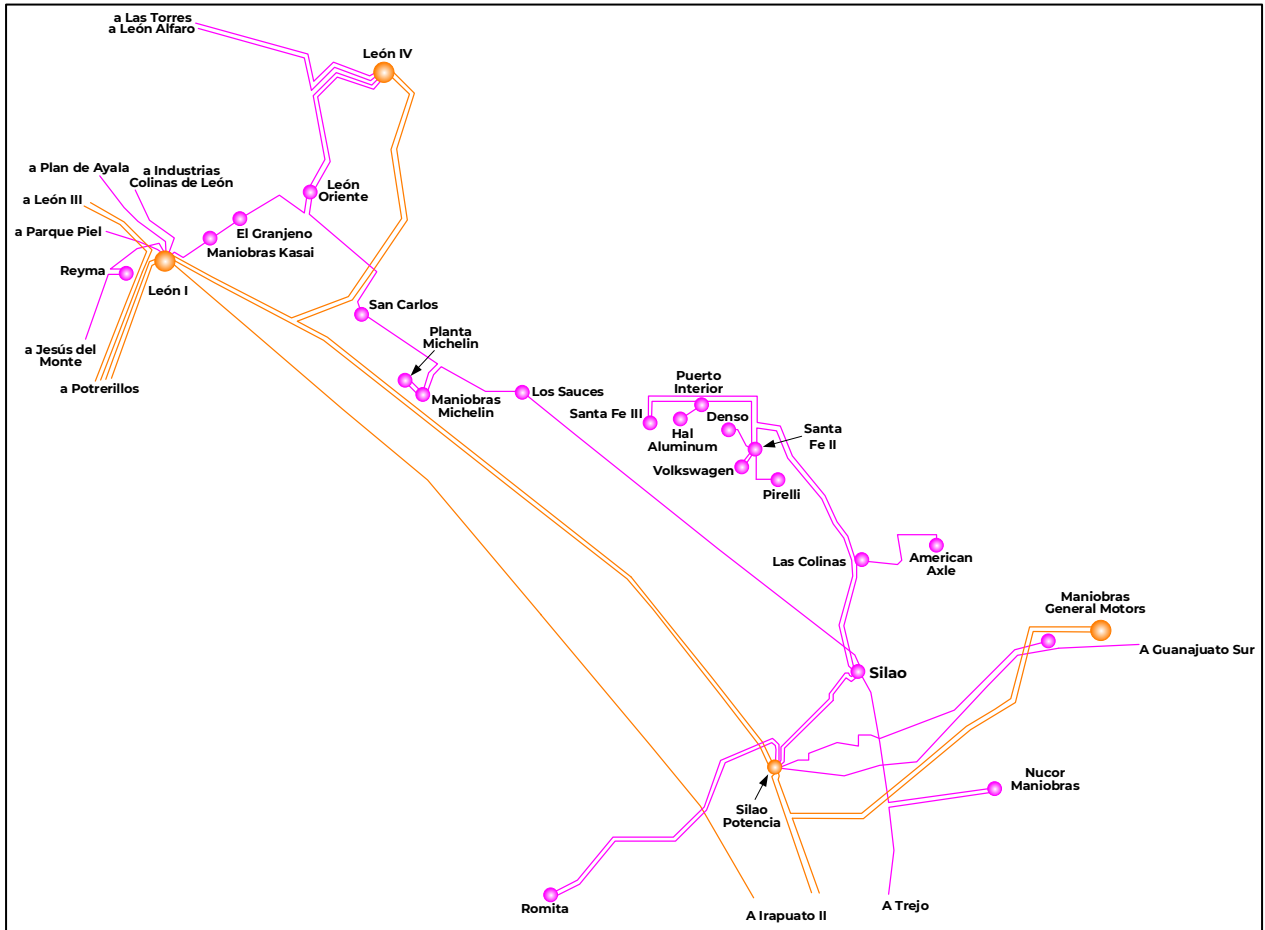 a Las Torres
a León Alfaro
León IV
a Plan de Ayala
a Industrias
Colinas de León
León
Oriente
a León III
a Parque Piel
El Granjeno
Maniobras Kasai
Reyma
León I
San Carlos
Planta
Michelin
a Jesús del
Monte
a Potrerillos
Maniobras
Michelin
Los Sauces
Puerto
Interior
Santa Fe III
Denso
Hal
Aluminum
Santa
Fe II
Volkswagen
Pirelli
Las Colinas
American
Axle
Maniobras
General Motors
A Guanajuato Sur
Silao
Nucor
Maniobras
Silao
Potencia
Romita
A Irapuato II
A Trejo